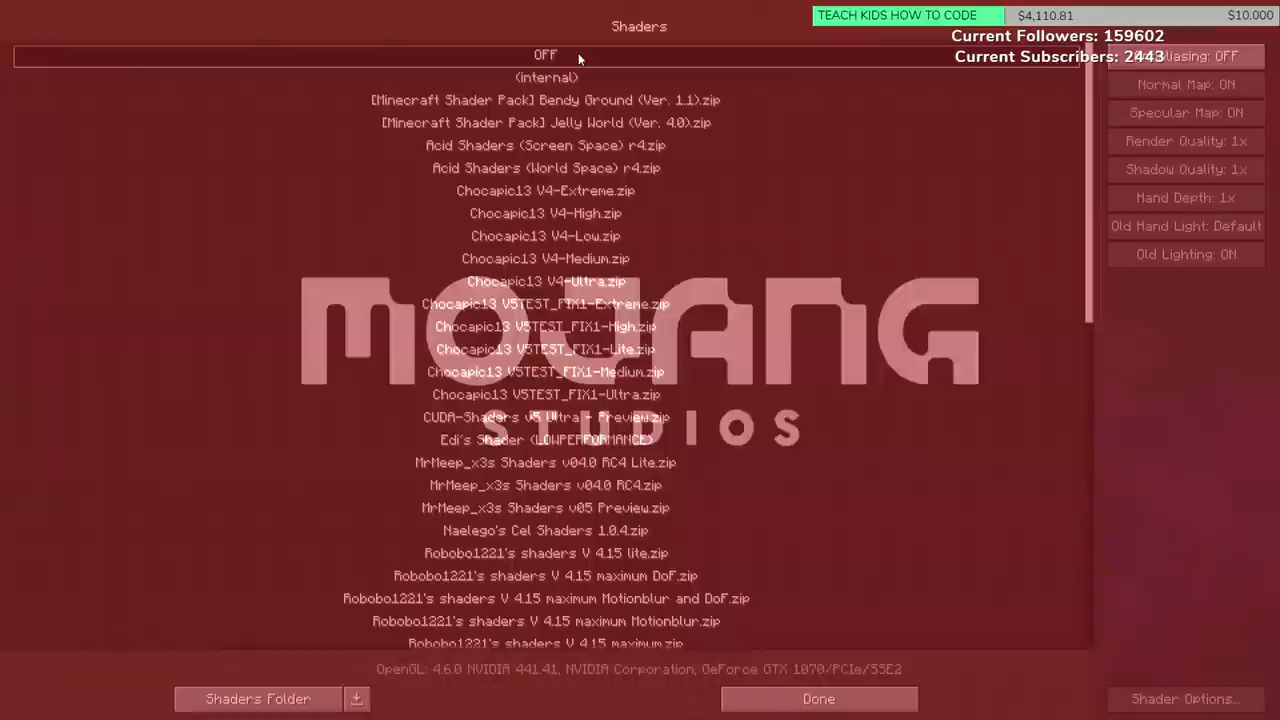 TEACH KIDS HOW TO CODE
$4,110.81
$10.000
Shaders
Current Followers: 159602
Current Subscribers: 2443
OFF
(internal)
[Minecraft Shader Pack] Bendy Ground (Ver. 1.1).zip
[Minecraft Shader Pack] Jelly World (Ver. 4.0).zip
Acid Shaders (Screen Space) r4.zip
Acid Shaders (World Space) r4.zip
Chocapic13 V4-Extreme.zip
Chocapic13 V4-High.zip
Chocapic13 V4-Low.zip
Chocapic13 V4-Medium.zip
Chocapic13 V4-Ultra.zip
Chocapic13 V5TEST_FIX1-Extreme.zip
Chocapic13 V5TEST_FIX1-High.zip
Chocapic13 V5TEST_FIX1-Lite.zip
Chocapic13 V5TEST_FIX1-Medium.zip
Chocapic13 V5TEST_FIX1-Ultra.zip
CUDA-Shaders v5 Ultra - Preview.zip
Edi's Shader (LOWPERFORMANCE)
MrMeep_x3s Shaders v04.0 RC4 Lite.zip
MrMeep_x3s Shaders v04.0 RC4.zip
MrMeep_x3s Shaders v05 Preview.zip
Naelego's Cel Shaders 1.0.4.zip
Robobo1221's shaders V 4.15 lite.zip
Robobo1221's shaders V 4.15 maximum DoF.zip
Robobo1221's shaders V 4.15 maximum Motionblur and DoF.zip
Robobo1221's shaders V 4.15 maximum Motionblur.zip
Robobo1221's shaders V 4.15 maximum.zip
MOJANG
STUDIOS
OFF
Normal Map: ON
Specular Map: ON
Render Quality: 1x
Shadow Quality: 1x
Hand Depth: 1x
Old Hand Light: Default
Old Lighting: ON
OpenGL: 4.6.0 NVIDIA 441.41, NVIDIA Corporation, GeForce GTX 1070/PCIe/SSE2
Shaders Folder
Done
Shader Options...